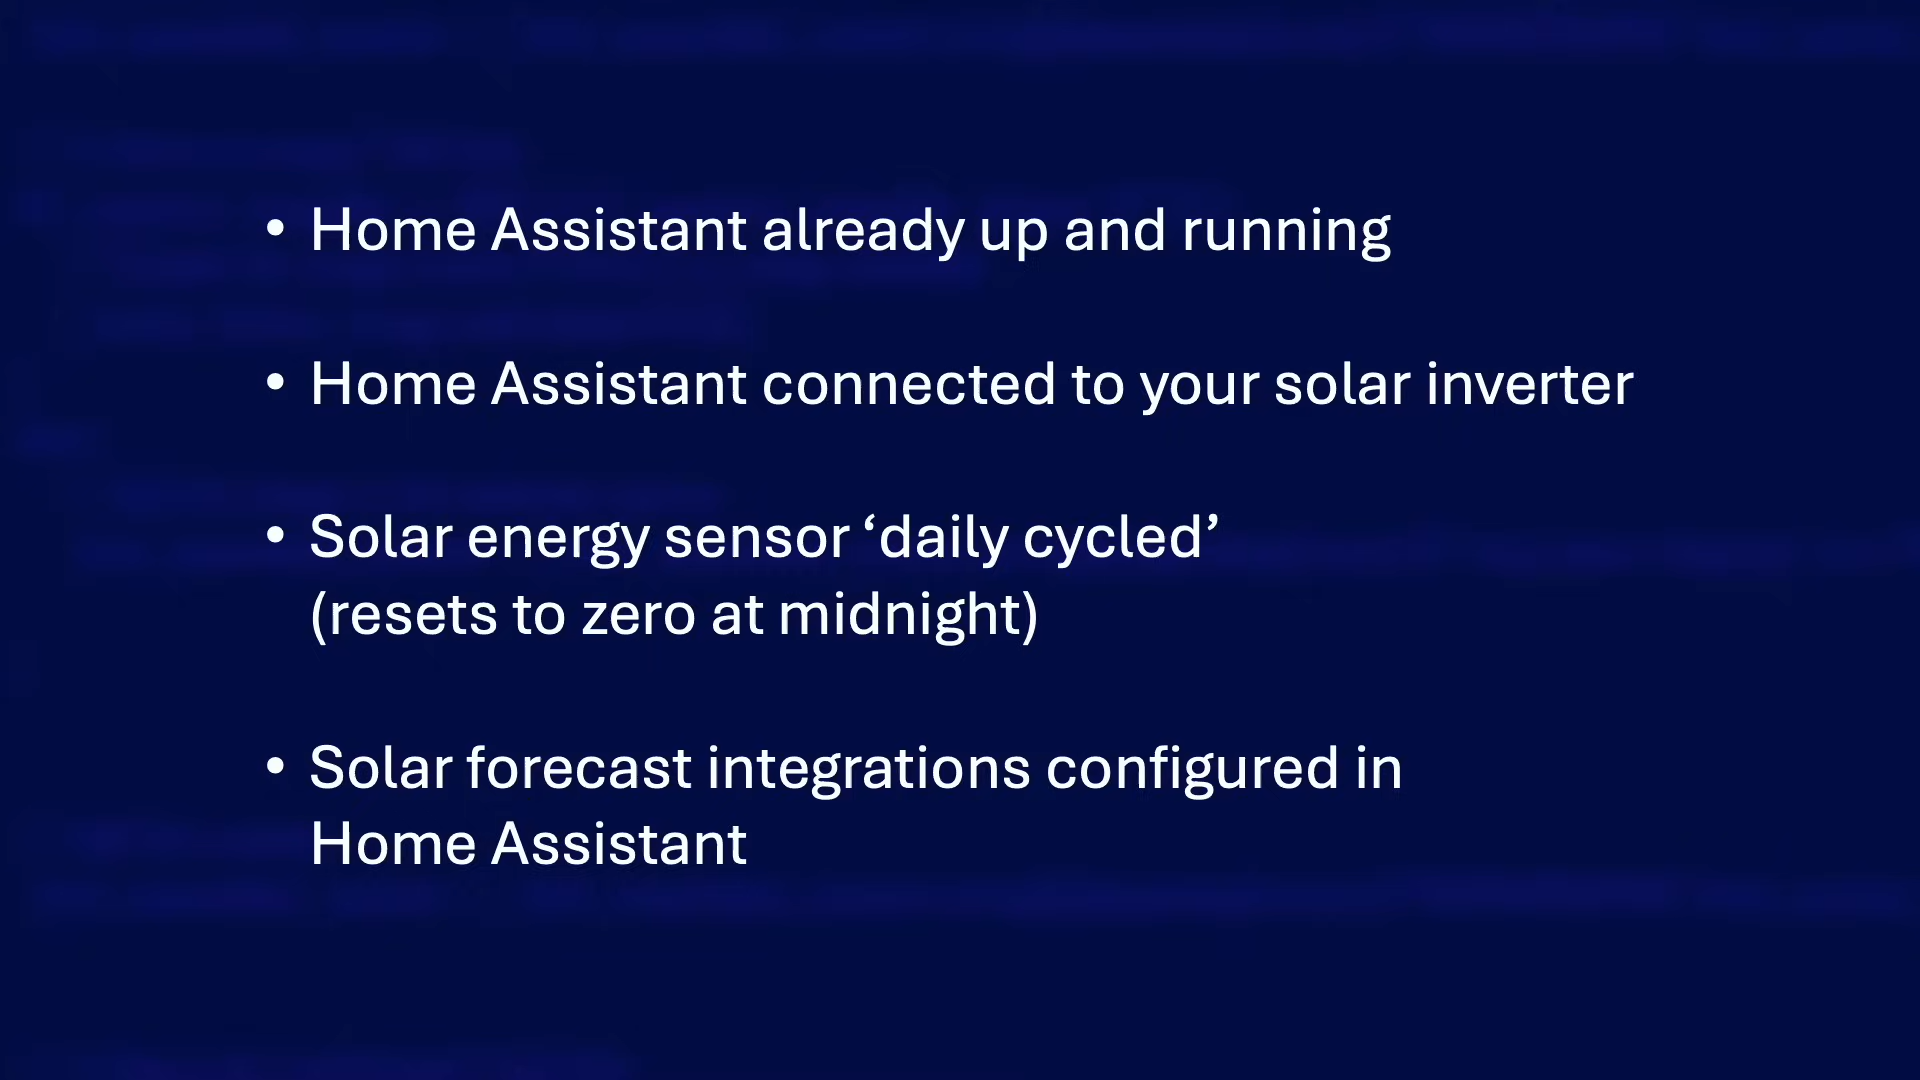 • Home Assistant already up and running
• Home Assistant connected to your solar inverter
• Solar energy sensor ‘daily cycled’
(resets to zero at midnight)
• Solar forecast integrations configured in
Home Assistant